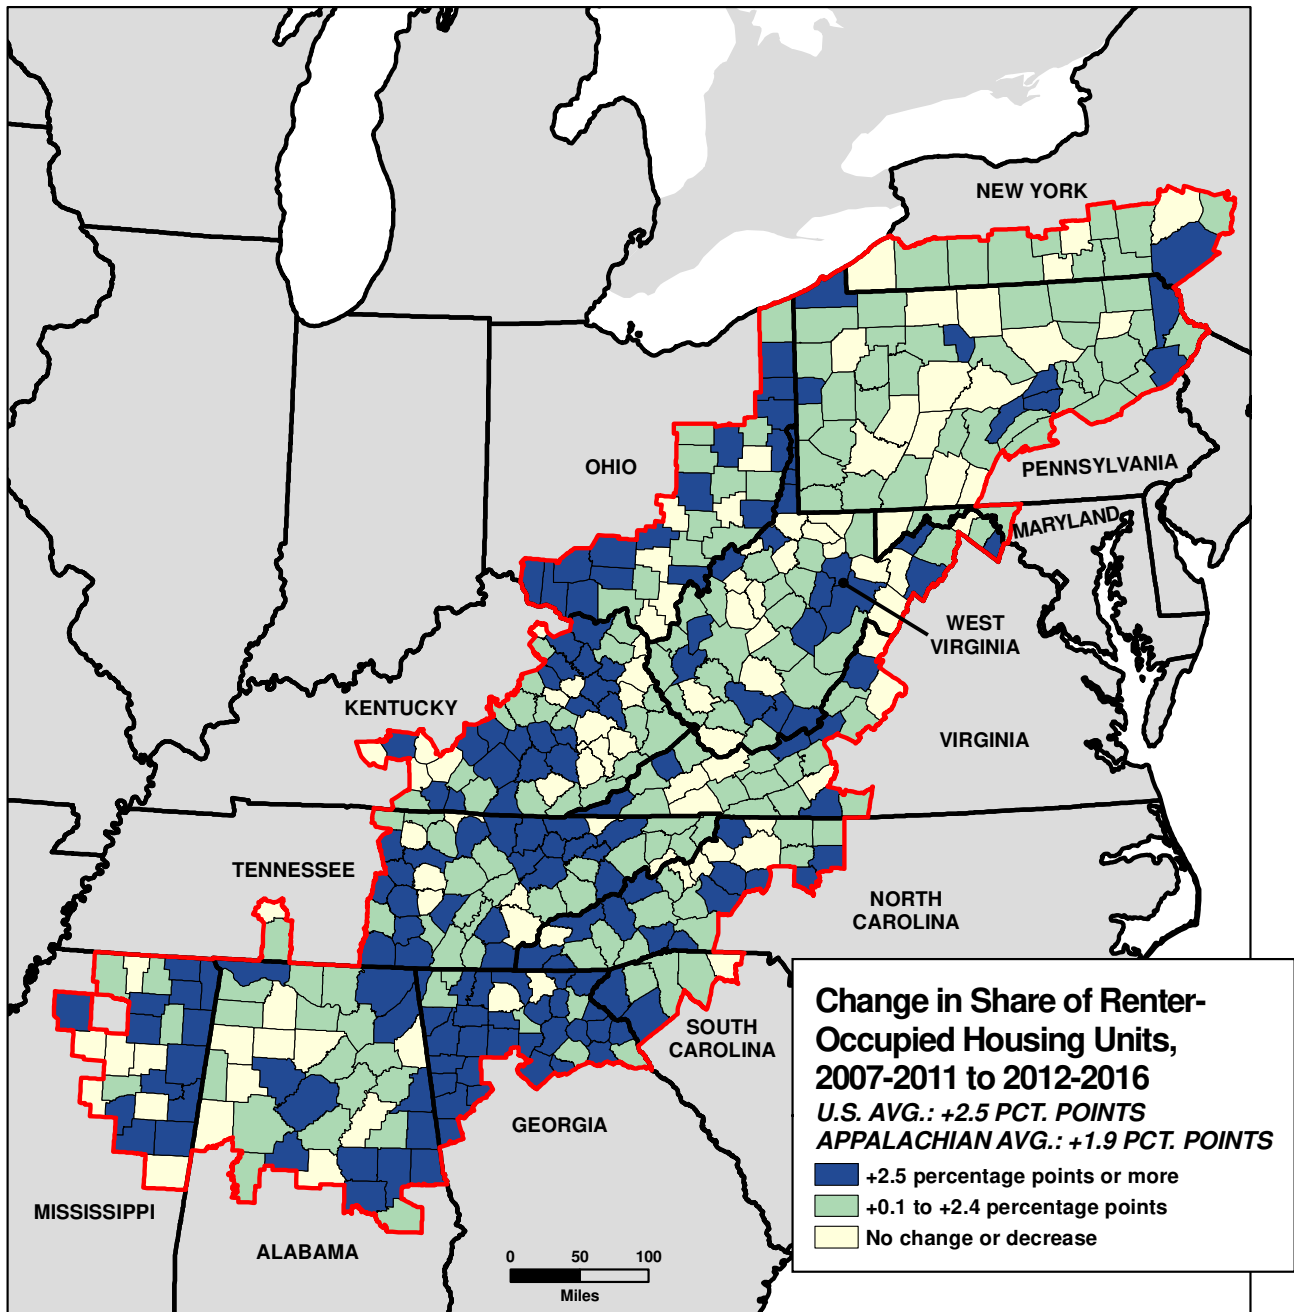 NEW YORK
OHIO
PENNSYLVANIA
MARYLAND
WEST
VIRGINIA
KENTUCKY
VIRGINIA
TENNESSEE
NORTH
CAROLINA
SOUTH
CAROLINA
GEORGIA
MISSISSIPPI
ALABAMA
Change in Share of Renter-
Occupied Housing Units,
2007-2011 to 2012-2016
U.S. AVG.: +2.5 PCT. POINTS
APPALACHIAN AVG.: +1.9 PCT. POINTS
+2.5 percentage points or more
+0.1 to +2.4 percentage points
No change or decrease
0 50 100
Miles